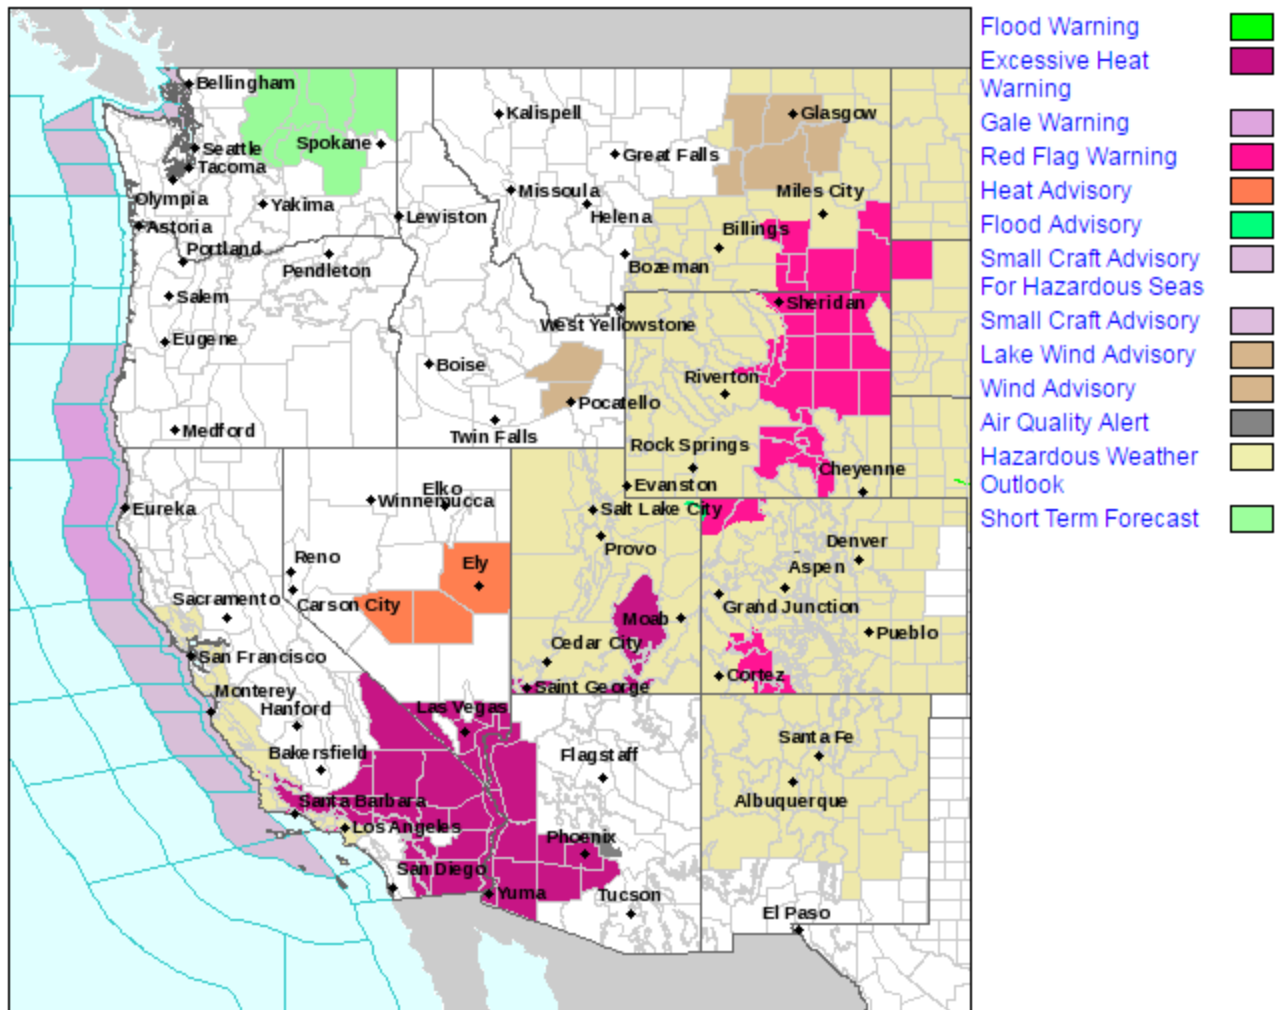 Bellingham
Seattle
Tacoma
Spokane
Olympia
Yakima
Astoria
Portland
Pendleton
Lewiston
Salem
Eugene
Medford
Kalispell
Great Falls
Missoula
Helena
Bozeman
Billings
Glasgow
Miles City
West Yellowstone
Boise
Pocatello
Twin Falls
Sheridan
Riverton
Rock Springs
Cheyenne
Evanston
Eureka
Elko
Winnemucca
Reno
Carson City
Ely
Sacramento
San Francisco
Monterey
Hanford
Bakersfield
Las Vegas
Salt Lake City
Provo
Moab
Cedar City
Saint George
Denver
Aspen
Grand Junction
Pueblo
Cortez
Santa Barbara
Los Angeles
San Diego
Yuma
Phoenix
Flagstaff
Tucson
Santa Fe
Albuquerque
El Paso
Flood Warning
Excessive Heat
Warning
Gale Warning
Red Flag Warning
Heat Advisory
Flood Advisory
Small Craft Advisory
For Hazardous Seas
Small Craft Advisory
Lake Wind Advisory
Wind Advisory
Air Quality Alert
Hazardous Weather
Outlook
Short Term Forecast